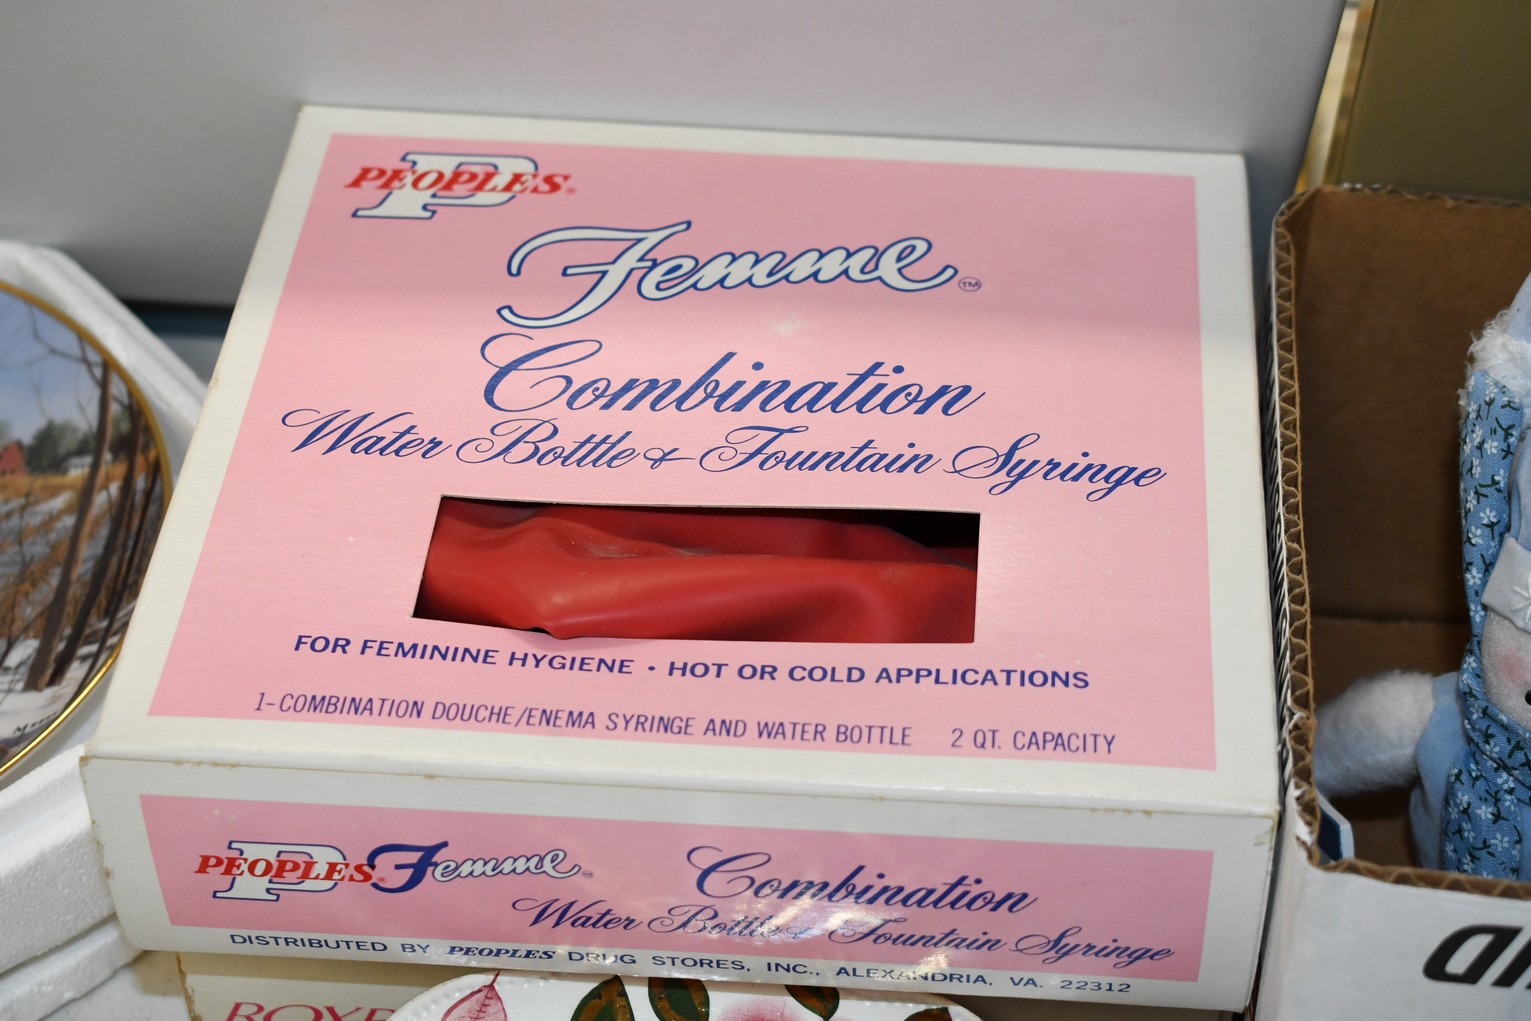 PEOPLES®
P
Femme™
Combination
Water Bottle & Fountain Syringe
FOR FEMININE HYGIENE • HOT OR COLD APPLICATIONS
1-COMBINATION DOUCHE/ENEMA SYRINGE AND WATER BOTTLE 2 QT. CAPACITY
P
PEOPLES® Femme
Combination
Water Bottle & Fountain Syringe
DISTRIBUTED BY PEOPLES® DRUG STORES, INC., ALEXANDRIA, VA. 22312